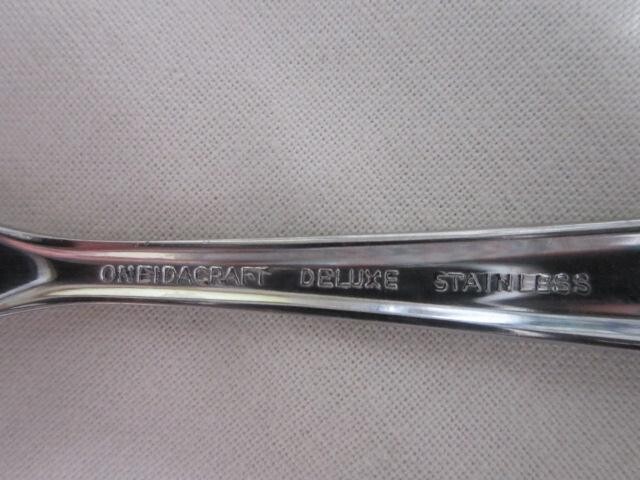 ONEIDACRAFT DELUXE STAINLESS